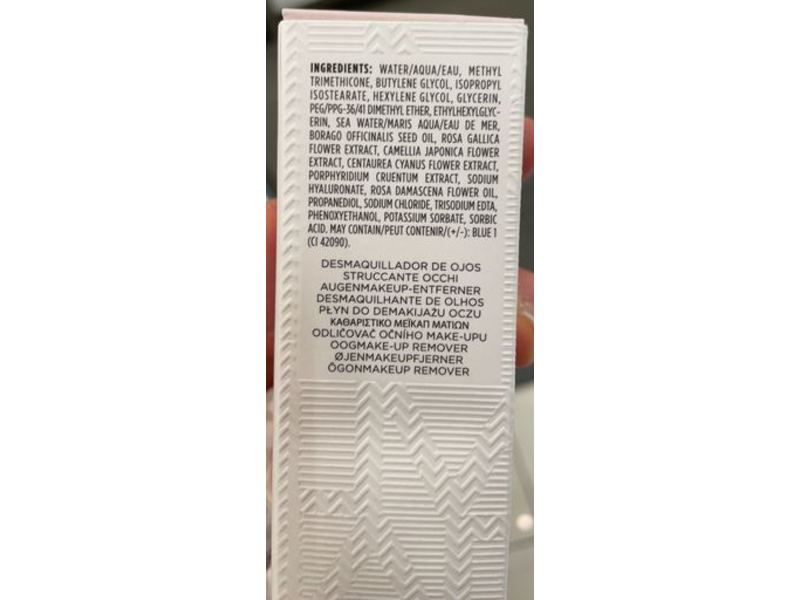 INGREDIENTS: WATER/AQUA/EAU, METHYL
TRIMETHICONE, BUTYLENE GLYCOL, ISOPROPYL
ISOSTEARATE, HEXYLENE GLYCOL, GLYCERIN,
PEG/PPG-36/41 DIMETHYL ETHER, ETHYLHEXYLGLYC-
ERIN, SEA WATER/MARIS AQUA/EAU DE MER,
BORAGO OFFICINALIS SEED OIL, ROSA GALLICA
FLOWER EXTRACT, CAMELLIA JAPONICA FLOWER
EXTRACT, CENTAUREA CYANUS FLOWER EXTRACT,
PORPHYRIDIUM CRUENTUM EXTRACT, SODIUM
HYALURONATE, ROSA DAMASCENA FLOWER OIL,
PROPANEDIOL, SODIUM CHLORIDE, TRISODIUM EDTA,
PHENOXYETHANOL, POTASSIUM SORBATE, SORBIC
ACID. MAY CONTAIN/PEUT CONTENIR/(+/-): BLUE 1
(CI 42090).
DESMAQUILLADOR DE OJOS
STRUCCANTE OCCHI
AUGENMAKEUP-ENTFERNER
DESMAQUILHANTE DE OLHOS
PŁYN DO DEMAKIJAŻU OCZU
ΚΑΘΑΡΙΣΤΙΚΟ ΜΕΪΚΑΠ ΜΑΤΙΩΝ
ODLIČOVAČ OČNÍHO MAKE-UPU
OOGMAKE-UP REMOVER
ØJENMAKEUPFJERNER
ÖGONMAKEUP REMOVER